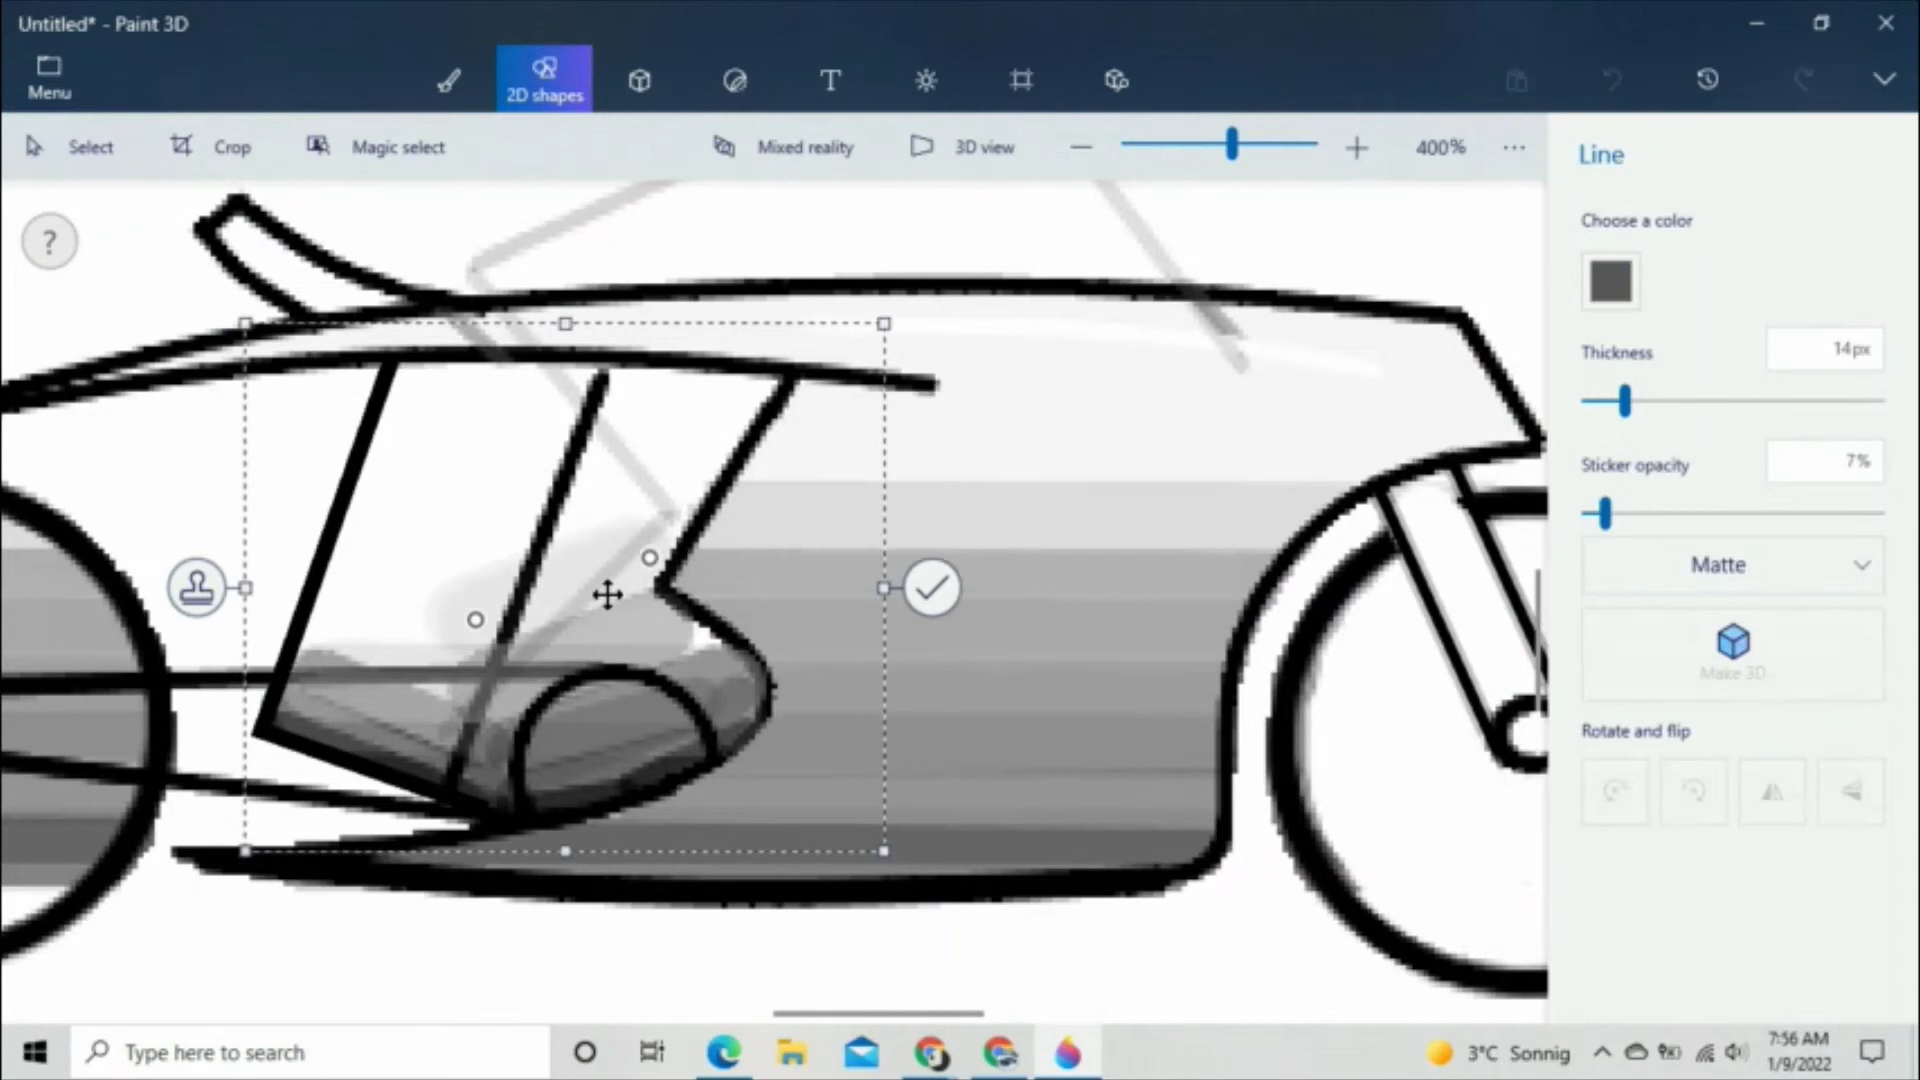 Untitled* - Paint 3D
Menu
2D shapes
Select
Crop
Magic select
Mixed reality
3D view
400%
Line
Choose a color
Thickness
14px
Sticker opacity
7%
Matte
Make 3D
Rotate and flip
Type here to search
3°C Sonnig
7:56 AM
1/9/2022